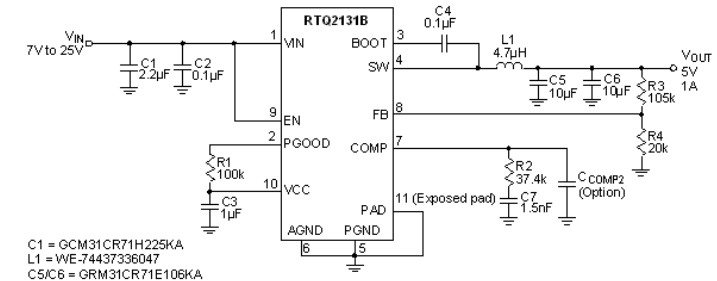 RTQ2131B
VIN
7V to 25V
C1
2.2µF
C2
0.1µF
1
VIN
9
EN
2
PGOOD
R1
100k
10
VCC
C3
1µF
BOOT
3
C4
0.1µF
SW
4
L1
4.7µH
VOUT
5V
1A
C5
10µF
C6
10µF
R3
105k
FB
8
R4
20k
COMP
7
R2
37.4k
C7
1.5nF
CCOMP2
(Option)
PAD
11 (Exposed pad)
AGND
PGND
6
5
C1 = GCM31CR71H225KA
L1 = WE-74437336047
C5/C6 = GRM31CR71E106KA